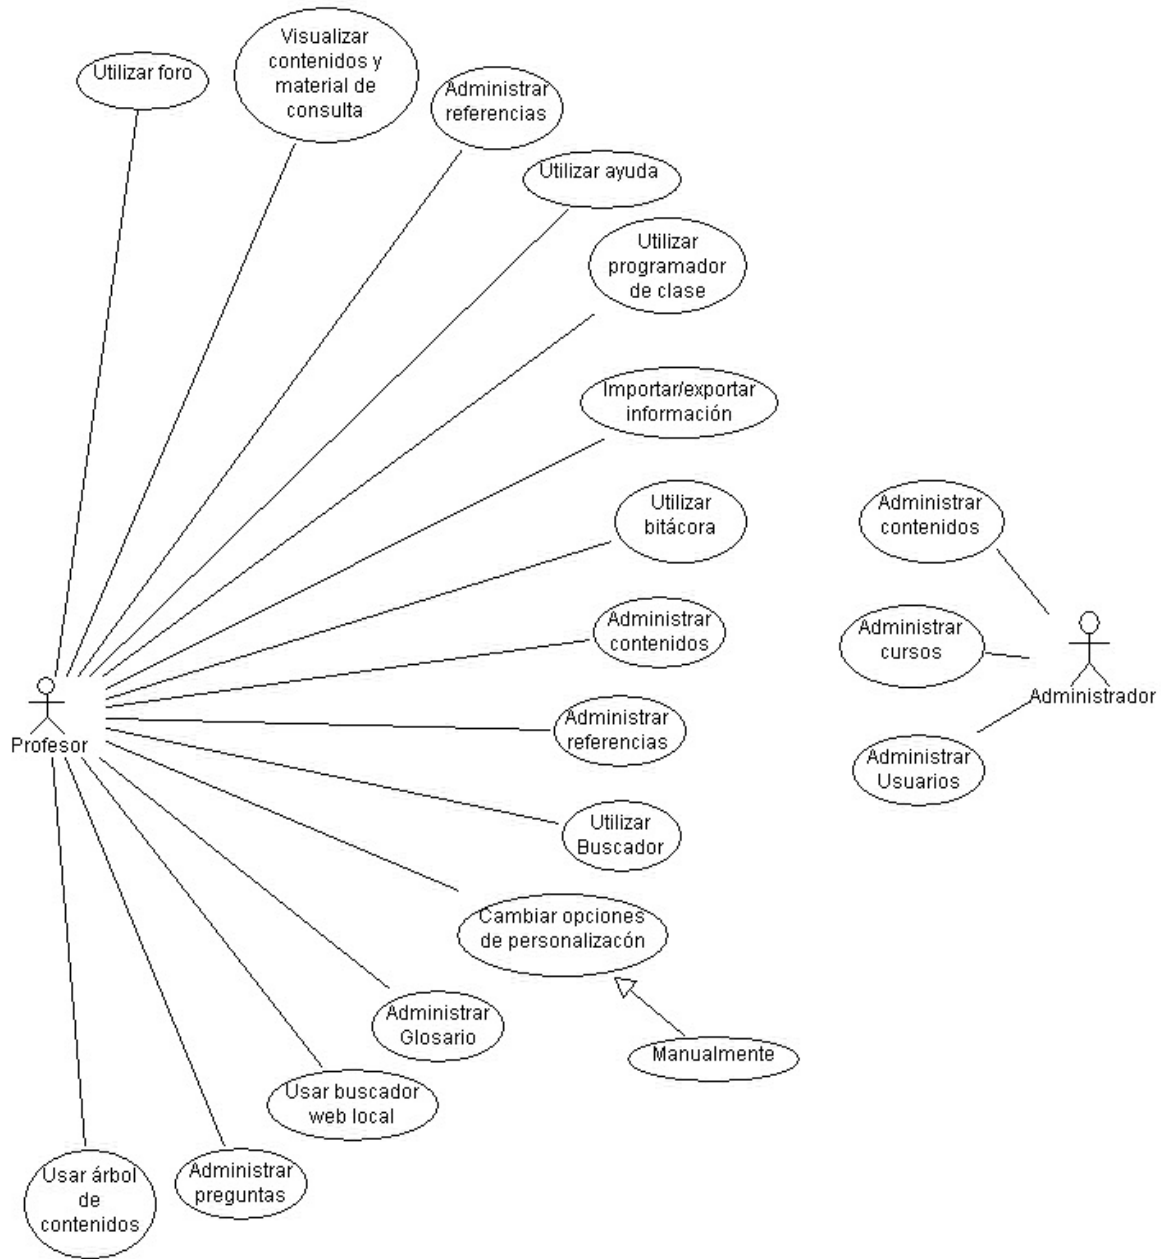 Utilizar foro
Visualizar
contenidos y
material de
consulta
Administrar
referencias
Utilizar ayuda
Utilizar
programador
de clase
Importar/exportar
información
Utilizar
bitácora
Administrar
contenidos
Administrar
referencias
Utilizar
Buscador
Cambiar opciones
de personalizacón
Manualmente
Administrar
Glosario
Usar buscador
web local
Administrar
preguntas
Usar árbol
de
contenidos
Profesor
Administrar
contenidos
Administrar
cursos
Administrar
Usuarios
Administrador